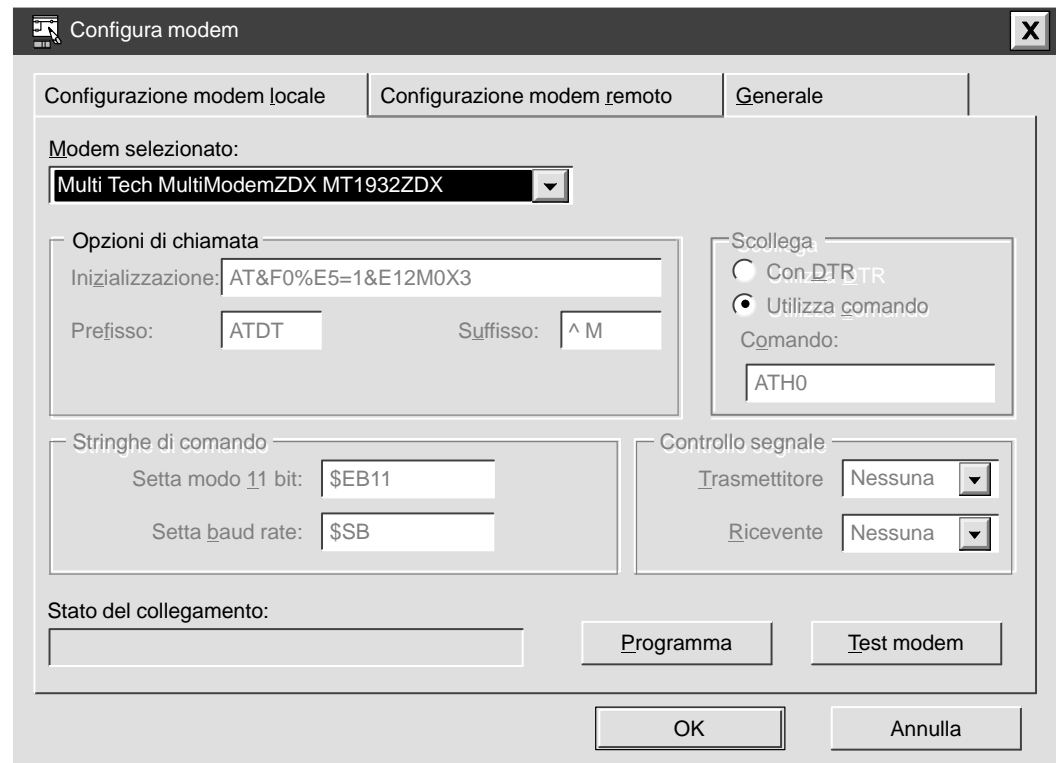 Configura modem
X
Configurazione modem locale
Configurazione modem remoto
Generale
Modem selezionato:
Multi Tech MultiModemZDX MT1932ZDX
Opzioni di chiamata
Inizializzazione: AT&F0%E5=1&E12M0X3
Prefisso: ATDT
Suffisso: ^ M
Scollega
Con DTR
Utilizza comando
Comando:
ATH0
Stringhe di comando
Setta modo 11 bit: $EB11
Setta baud rate: $SB
Controllo segnale
Trasmettitore Nessuna
Ricevente Nessuna
Stato del collegamento:
Programma
Test modem
OK
Annulla